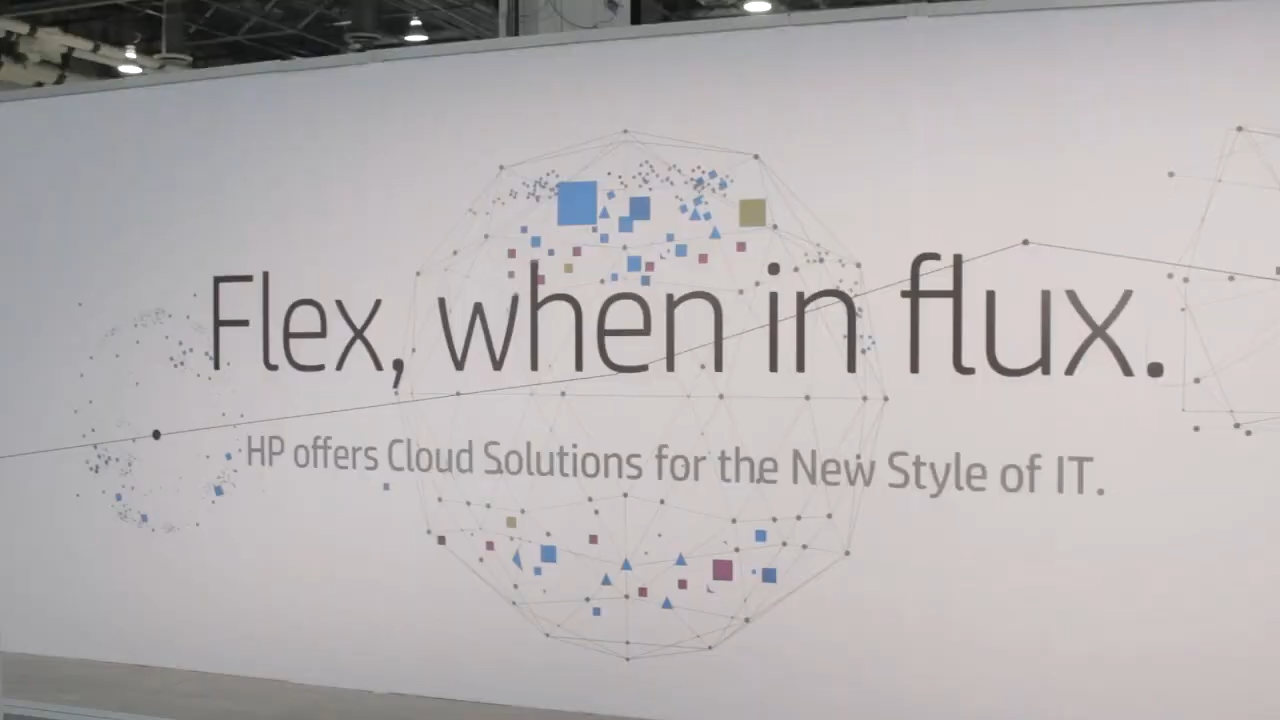 Flex, when in flux.
HP offers Cloud Solutions for the New Style of IT.